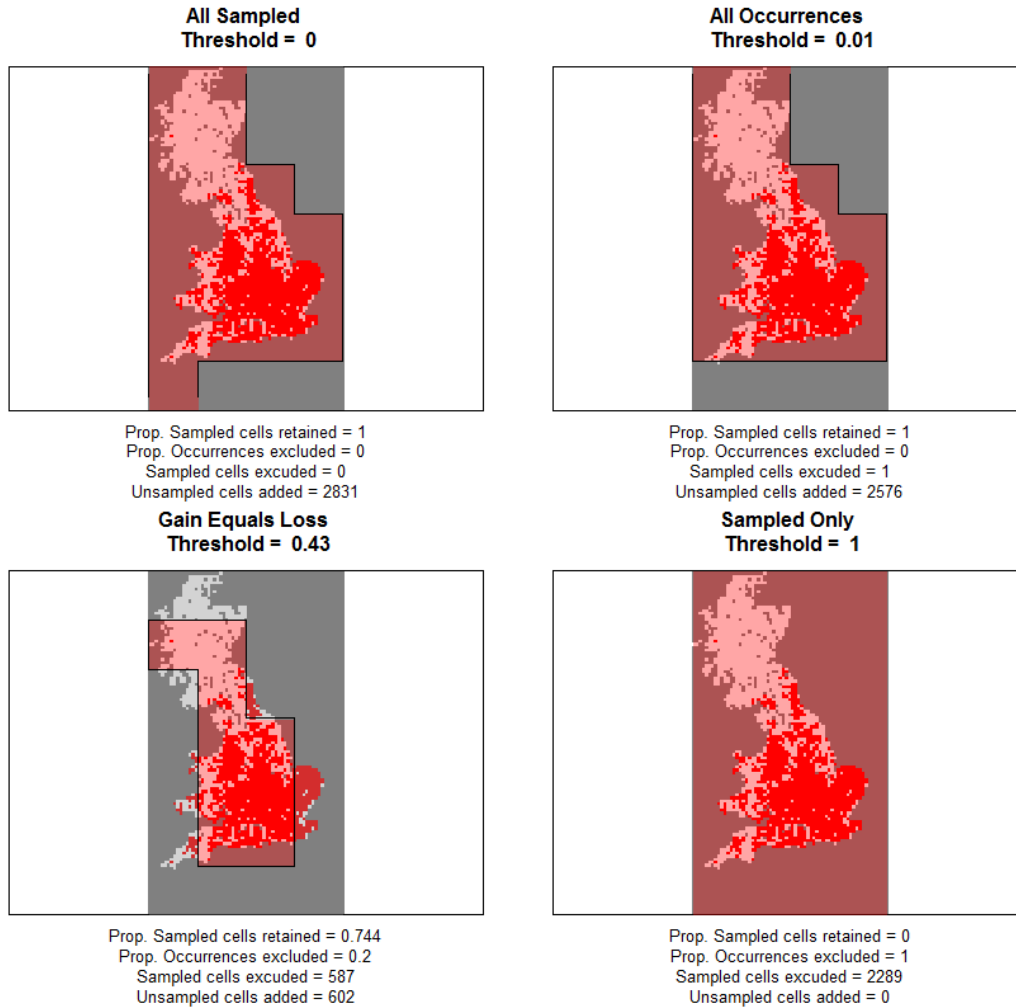 All Sampled
Threshold = 0
Prop. Sampled cells retained = 1
Prop. Occurrences excluded = 0
Sampled cells excuded = 0
Unsampled cells added = 2831
All Occurrences
Threshold = 0.01
Prop. Sampled cells retained = 1
Prop. Occurrences excluded = 0
Sampled cells excuded = 1
Unsampled cells added = 2576
Gain Equals Loss
Threshold = 0.43
Prop. Sampled cells retained = 0.744
Prop. Occurrences excluded = 0.2
Sampled cells excuded = 587
Unsampled cells added = 602
Sampled Only
Threshold = 1
Prop. Sampled cells retained = 0
Prop. Occurrences excluded = 1
Sampled cells excuded = 2289
Unsampled cells added = 0